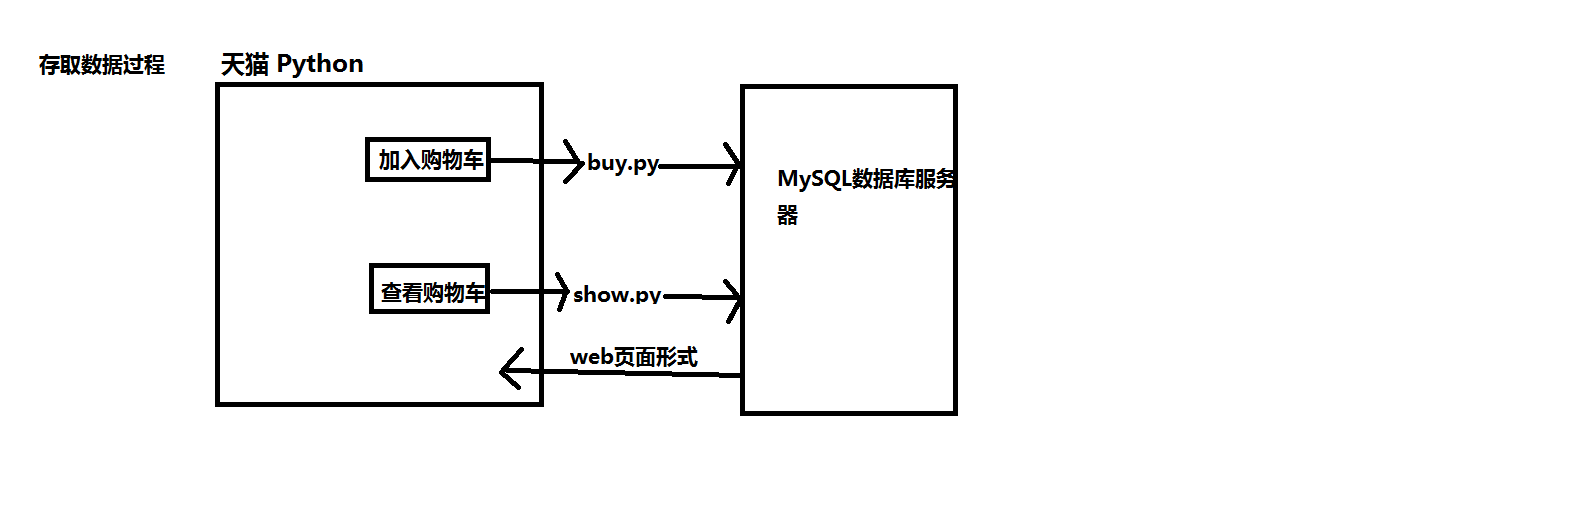 存取数据过程
天猫 Python
加入购物车
buy.py
MySQL数据库服务
器
查看购物车
show.py
web页面形式